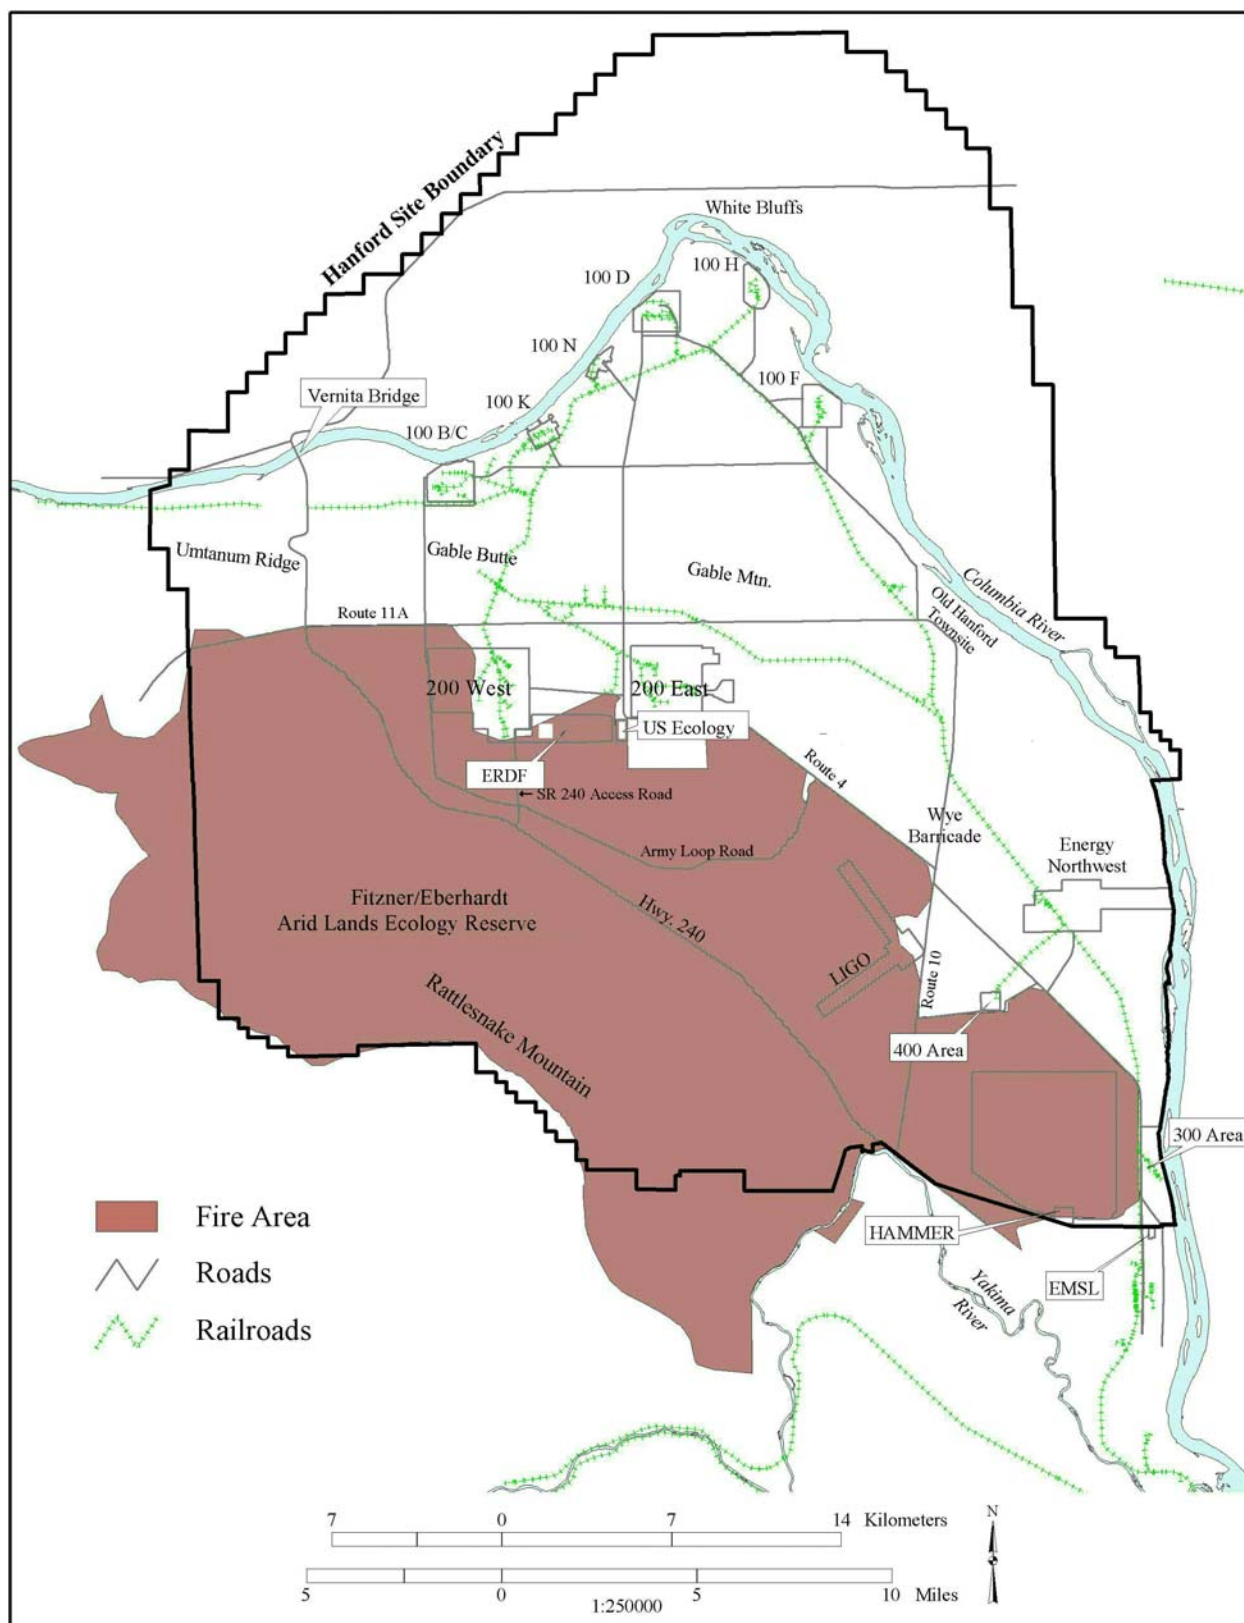 Hanford Site Boundary
White Bluffs
100 H
100 D
100 N
100 F
Vernita Bridge
100 K
100 B/C
Umtanum Ridge
Gable Butte
Gable Mtn.
Columbia River
Old Hanford
Townsite
Route 11A
200 West
200 East
US Ecology
ERDF
← SR 240 Access Road
Route 4
Wye
Barricade
Army Loop Road
Energy
Northwest
Fitzner/Eberhardt
Arid Lands Ecology Reserve
Hwy. 240
LIGO
Route 10
Rattlesnake Mountain
400 Area
300 Area
HAMMER
EMSL
Yakima
River
Fire Area
Roads
Railroads
7 0 7 14 Kilometers
N
5 0 5 10 Miles
1:250000